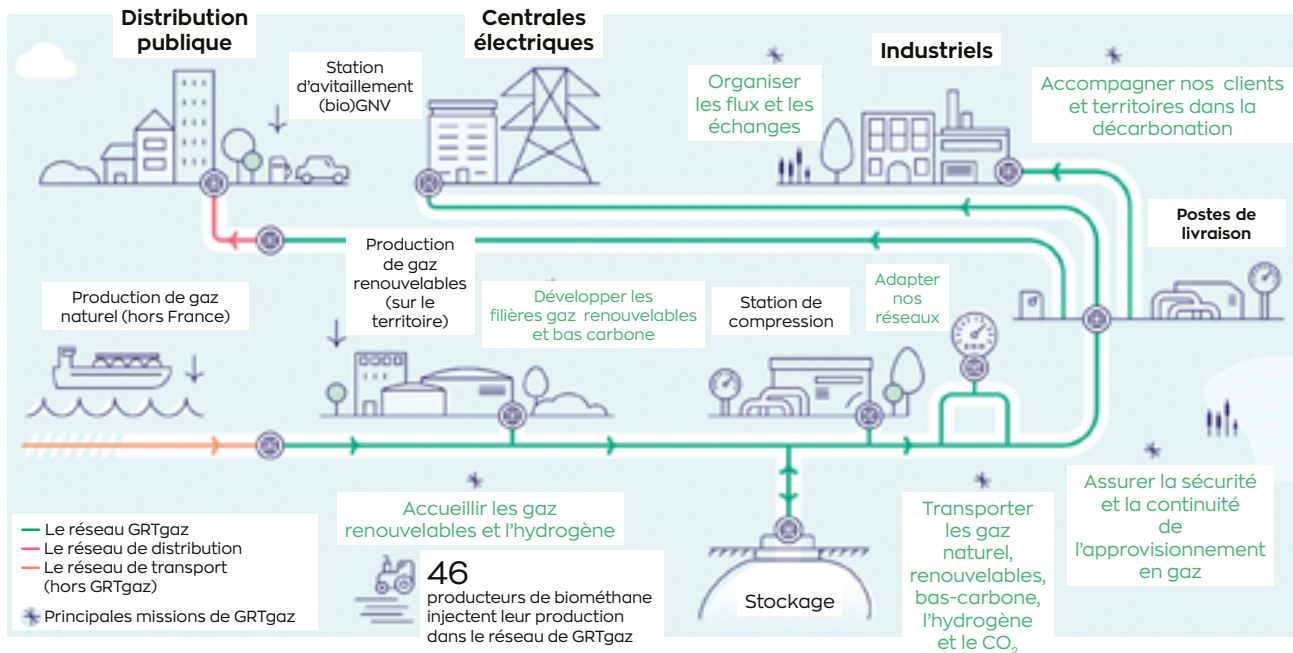 Distribution
publique
Station
d'avitaillement
(bio)GNV
Centrales
électriques
Organiser
les flux et les
échanges
Industriels
Accompagner nos clients
et territoires dans la
décarbonation
Postes de
livraison
Production de gaz
naturel (hors France)
Production
de gaz
renouvelables
(sur le
territoire)
Développer les
filières gaz renouvelables
et bas carbone
Station de
compression
Adapter
nos
réseaux
Le réseau GRTgaz
Le réseau de distribution
Le réseau de transport
(hors GRTgaz)
Principales missions de GRTgaz
Accueillir les gaz
renouvelables et l'hydrogène
46
producteurs de biométhane
injectent leur production
dans le réseau de GRTgaz
Stockage
Transporter
les gaz
naturel,
renouvelables,
bas-carbone,
l'hydrogène
et le CO₂
Assurer la sécurité
et la continuité
de
l'approvisionnement
en gaz